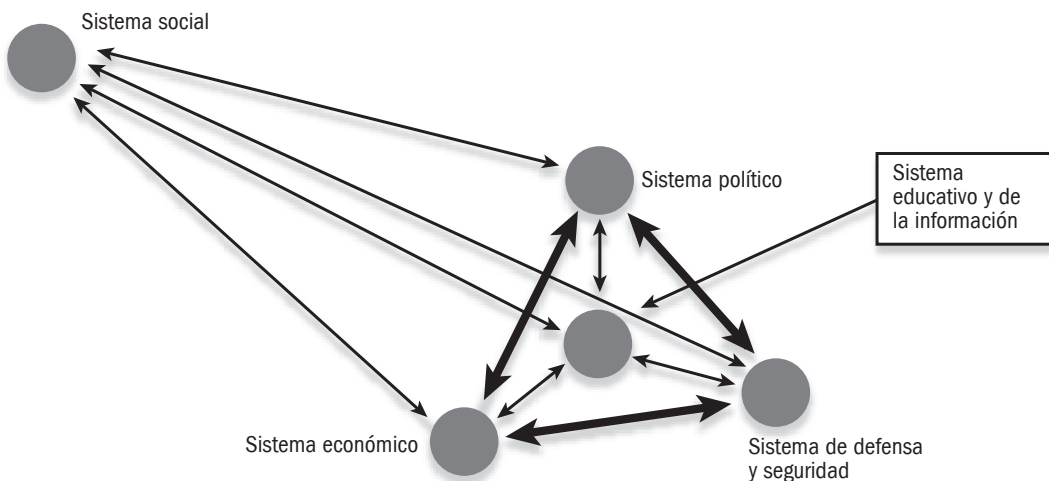 Sistema social
Sistema político
Sistema
educativo y de
la información
Sistema económico
Sistema de defensa
y seguridad